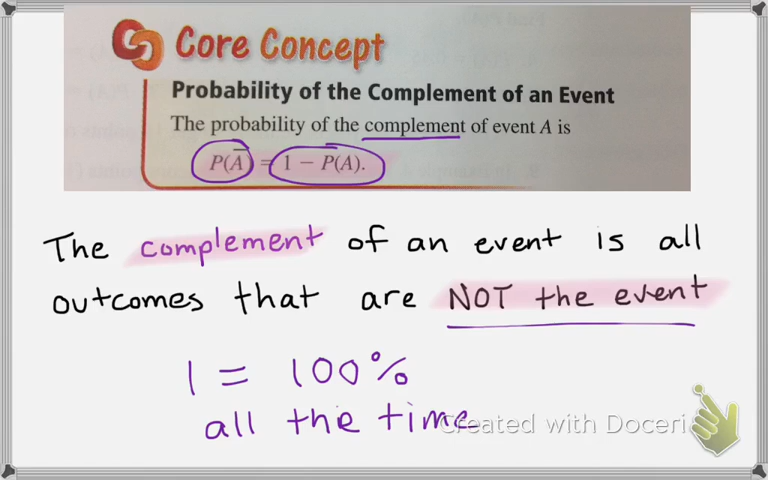 Core Concept
Probability of the Complement of an Event
The probability of the complement of event A is
P(A̅) = 1 − P(A).
The complement of an event is all
outcomes that are NOT the event
1 = 100%
all the time
Created with Doceri